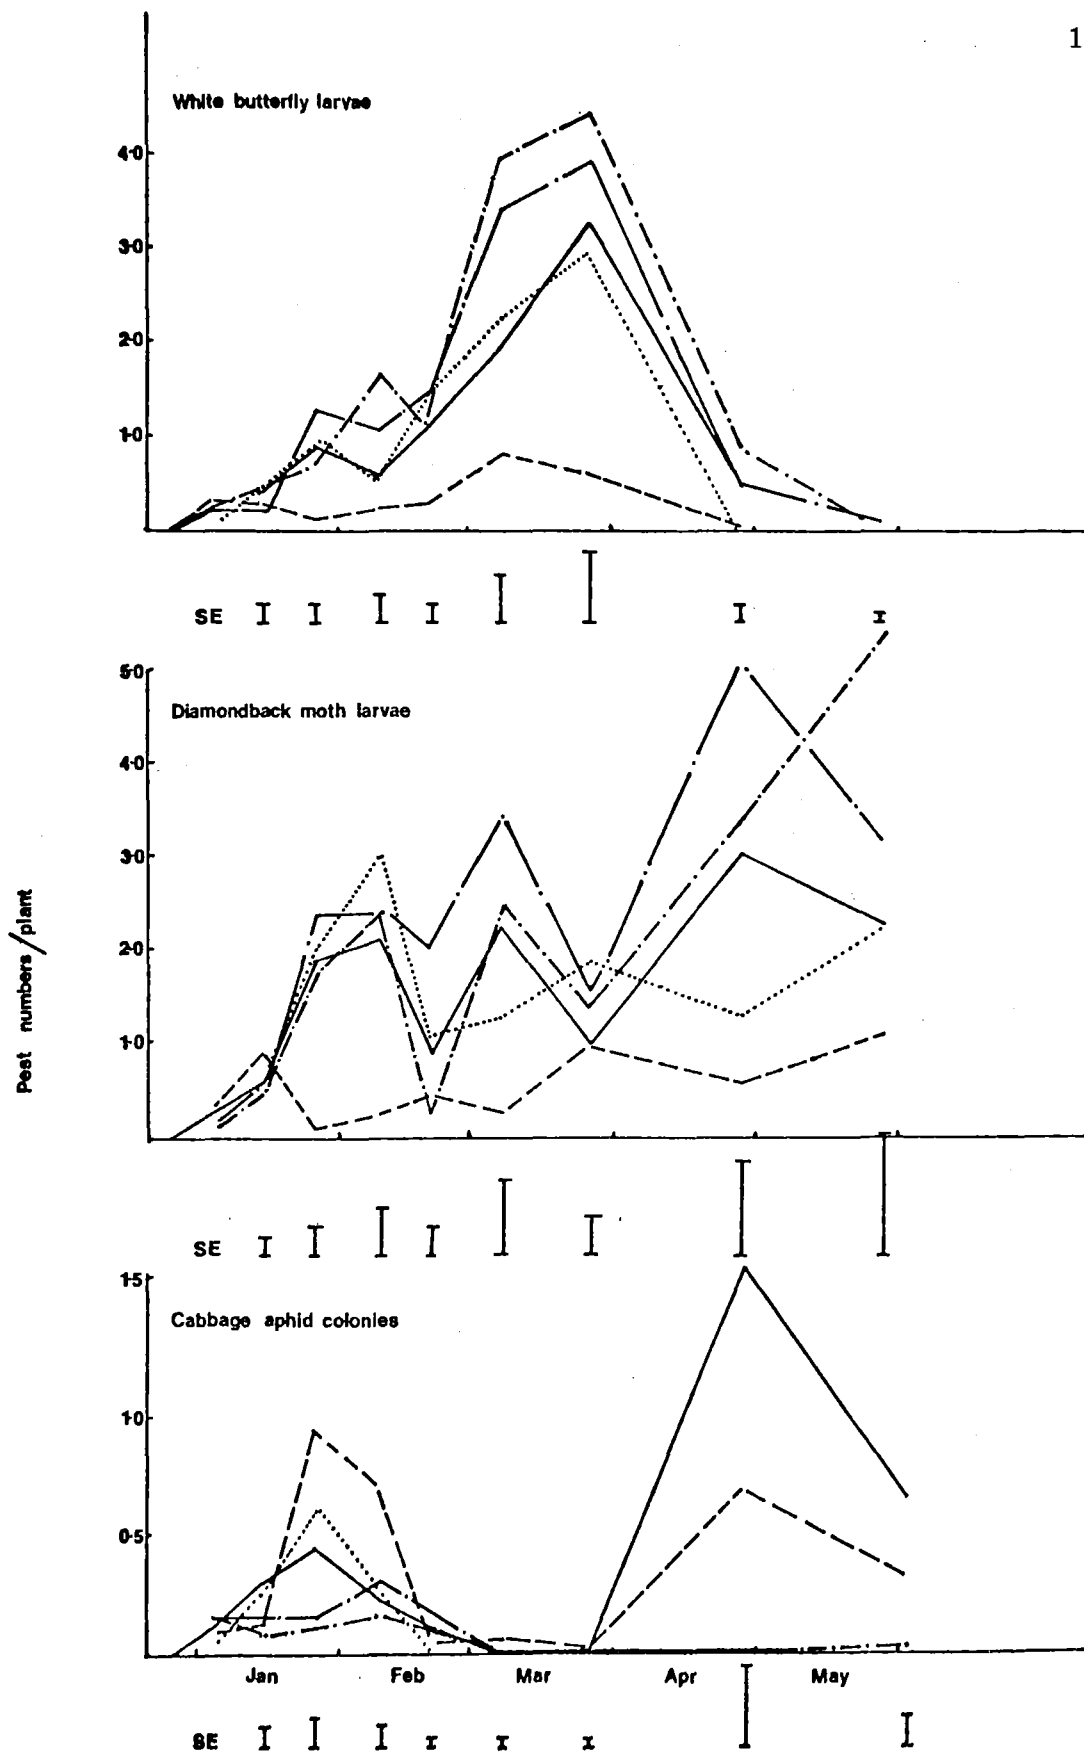 1
White butterfly larvae
4·0
3·0
2·0
1·0
SE
5·0
Diamondback moth larvae
4·0
3·0
2·0
1·0
Pest numbers/plant
SE
1·5
Cabbage aphid colonies
1·0
0·5
Jan Feb Mar Apr May
SE